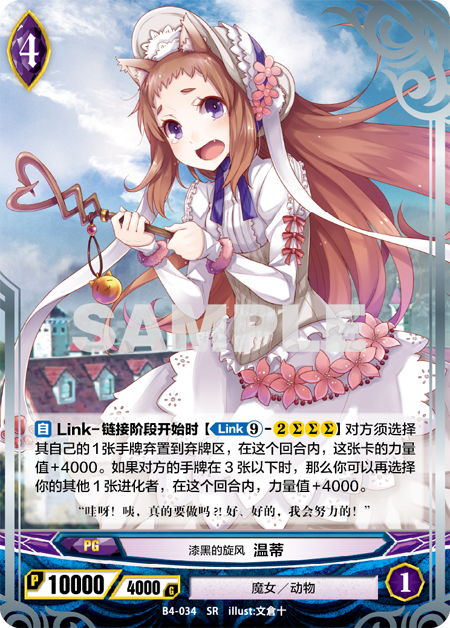 4
SAMPLE
自 Link-链接阶段开始时【Link⑨-2ΣΣΣΣ】对方须选择
其自己的1张手牌弃置到弃牌区，在这个回合内，这张卡的力量
值+4000。如果对方的手牌在3张以下时，那么你可以再选择
你的其他1张进化者，在这个回合内，力量值+4000。
“哇呀！咦，真的要做吗?!好、好的，我会努力的！”
PG 漆黑的旋风 温蒂
P 10000 / 4000 G 魔女／动物 1
B4-034 SR illust:文倉十